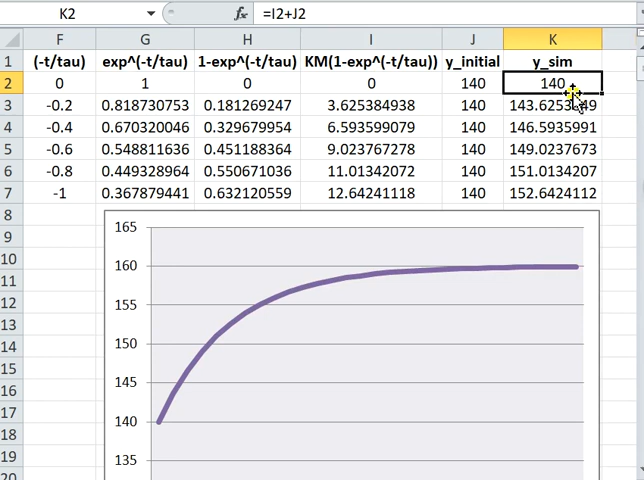 K2 fx =I2+J2
F G H I J K
1 (-t/tau) exp^(-t/tau) 1-exp^(-t/tau) KM(1-exp^(-t/tau)) y_initial y_sim
2 0 1 0 0 140 140
3 -0.2 0.818730753 0.181269247 3.625384938 140
4 -0.4 0.670320046 0.329679954 6.593599079 140 146.5935991
5 -0.6 0.548811636 0.451188364 9.023767278 140 149.0237673
6 -0.8 0.449328964 0.550671036 11.01342072 140 151.0134207
7 -1 0.367879441 0.632120559 12.64241118 140 152.6424112
8
9 165
10 160
11
12 155
13
14 150
15
16 145
17
18 140
19 135
20